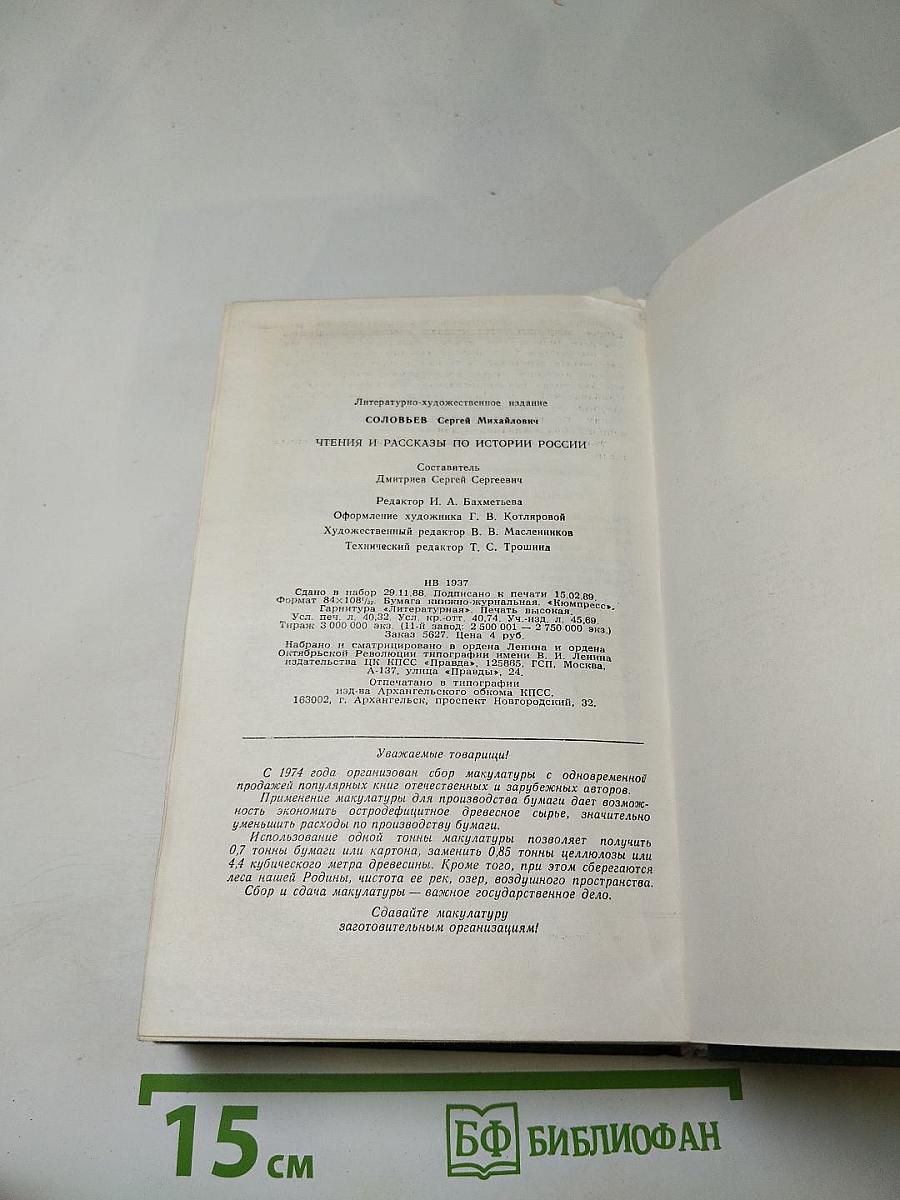 Литературно-художественное издание
СОЛОВЬЕВ Сергей Михайлович
ЧТЕНИЯ И РАССКАЗЫ ПО ИСТОРИИ РОССИИ
Составитель
Дмитриев Сергей Сергеевич
Редактор И. А. Бахметьева
Оформление художника Г. В. Котляровой
Художественный редактор В. В. Масленников
Технический редактор Т. С. Трошина
ИВ 1937
Сдано в набор 29.11.88. Подписано к печати 15.02.89.
Формат 84×108¹/₃₂. Бумага книжно-журнальная. «Кюмпресс».
Гарнитура «Литературная». Печать высокая.
Усл. печ. л. 40,32. Усл. кр.-отт. 40,74. Уч.-изд. л. 45,69.
Тираж 3 000 000 экз. (11-й завод: 2 500 001 — 2 750 000 экз.)
Заказ 5627. Цена 4 руб.
Набрано и сматрицировано в ордена Ленина и ордена
Октябрьской Революции типографии имени В. И. Ленина
издательства ЦК КПСС «Правда», 125865, ГСП, Москва,
А-137, улица «Правды», 24.
Отпечатано в типографии
изд-ва Архангельского обкома КПСС.
163002, г. Архангельск, проспект Новгородский, 32.
Уважаемые товарищи!
С 1974 года организован сбор макулатуры с одновременной
продажей популярных книг отечественных и зарубежных авторов.
Применение макулатуры для производства бумаги дает возмож-
ность экономить остродефицитное древесное сырье, значительно
уменьшить расходы по производству бумаги.
Использование одной тонны макулатуры позволяет получить
0,7 тонны бумаги или картона, заменить 0,85 тонны целлюлозы или
4,4 кубического метра древесины. Кроме того, при этом сберегаются
леса нашей Родины, чистота ее рек, озер, воздушного пространства.
Сбор и сдача макулатуры — важное государственное дело.
Сдавайте макулатуру
заготовительным организациям!
15 см
БФ БИБЛИОФАН